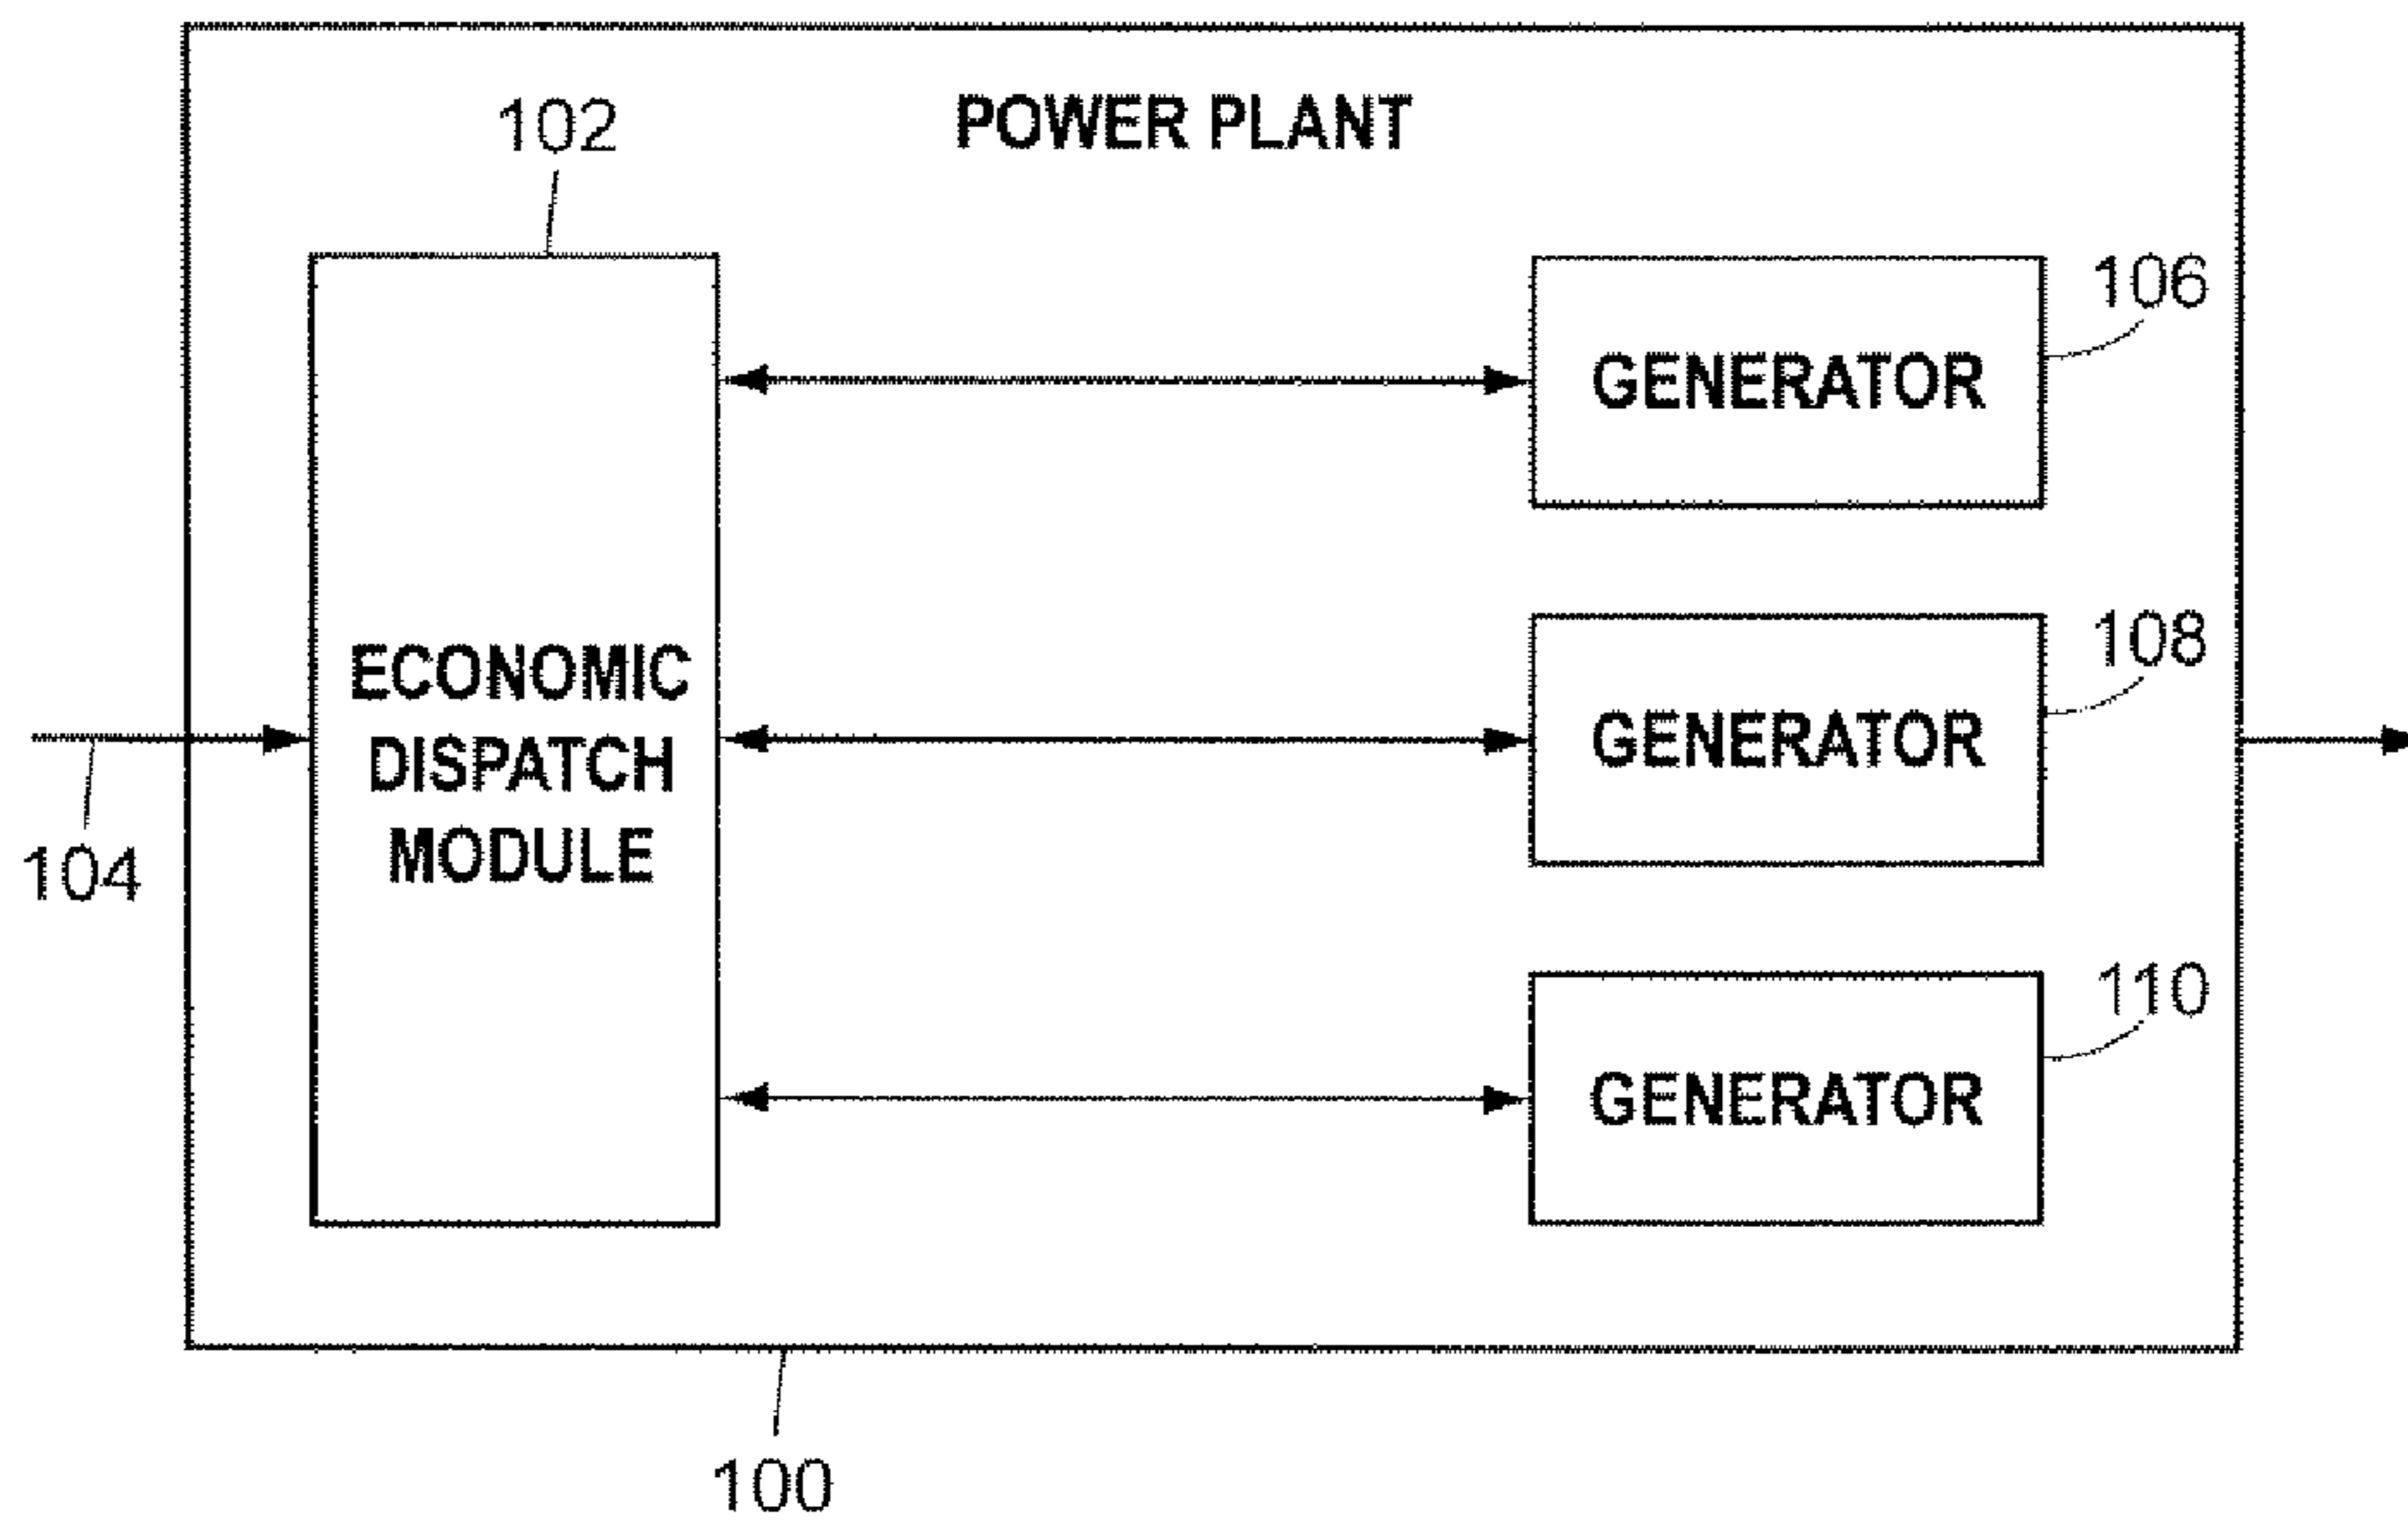 POWER PLANT
102
106
GENERATOR
108
ECONOMIC
DISPATCH
MODULE
GENERATOR
104
110
GENERATOR
100